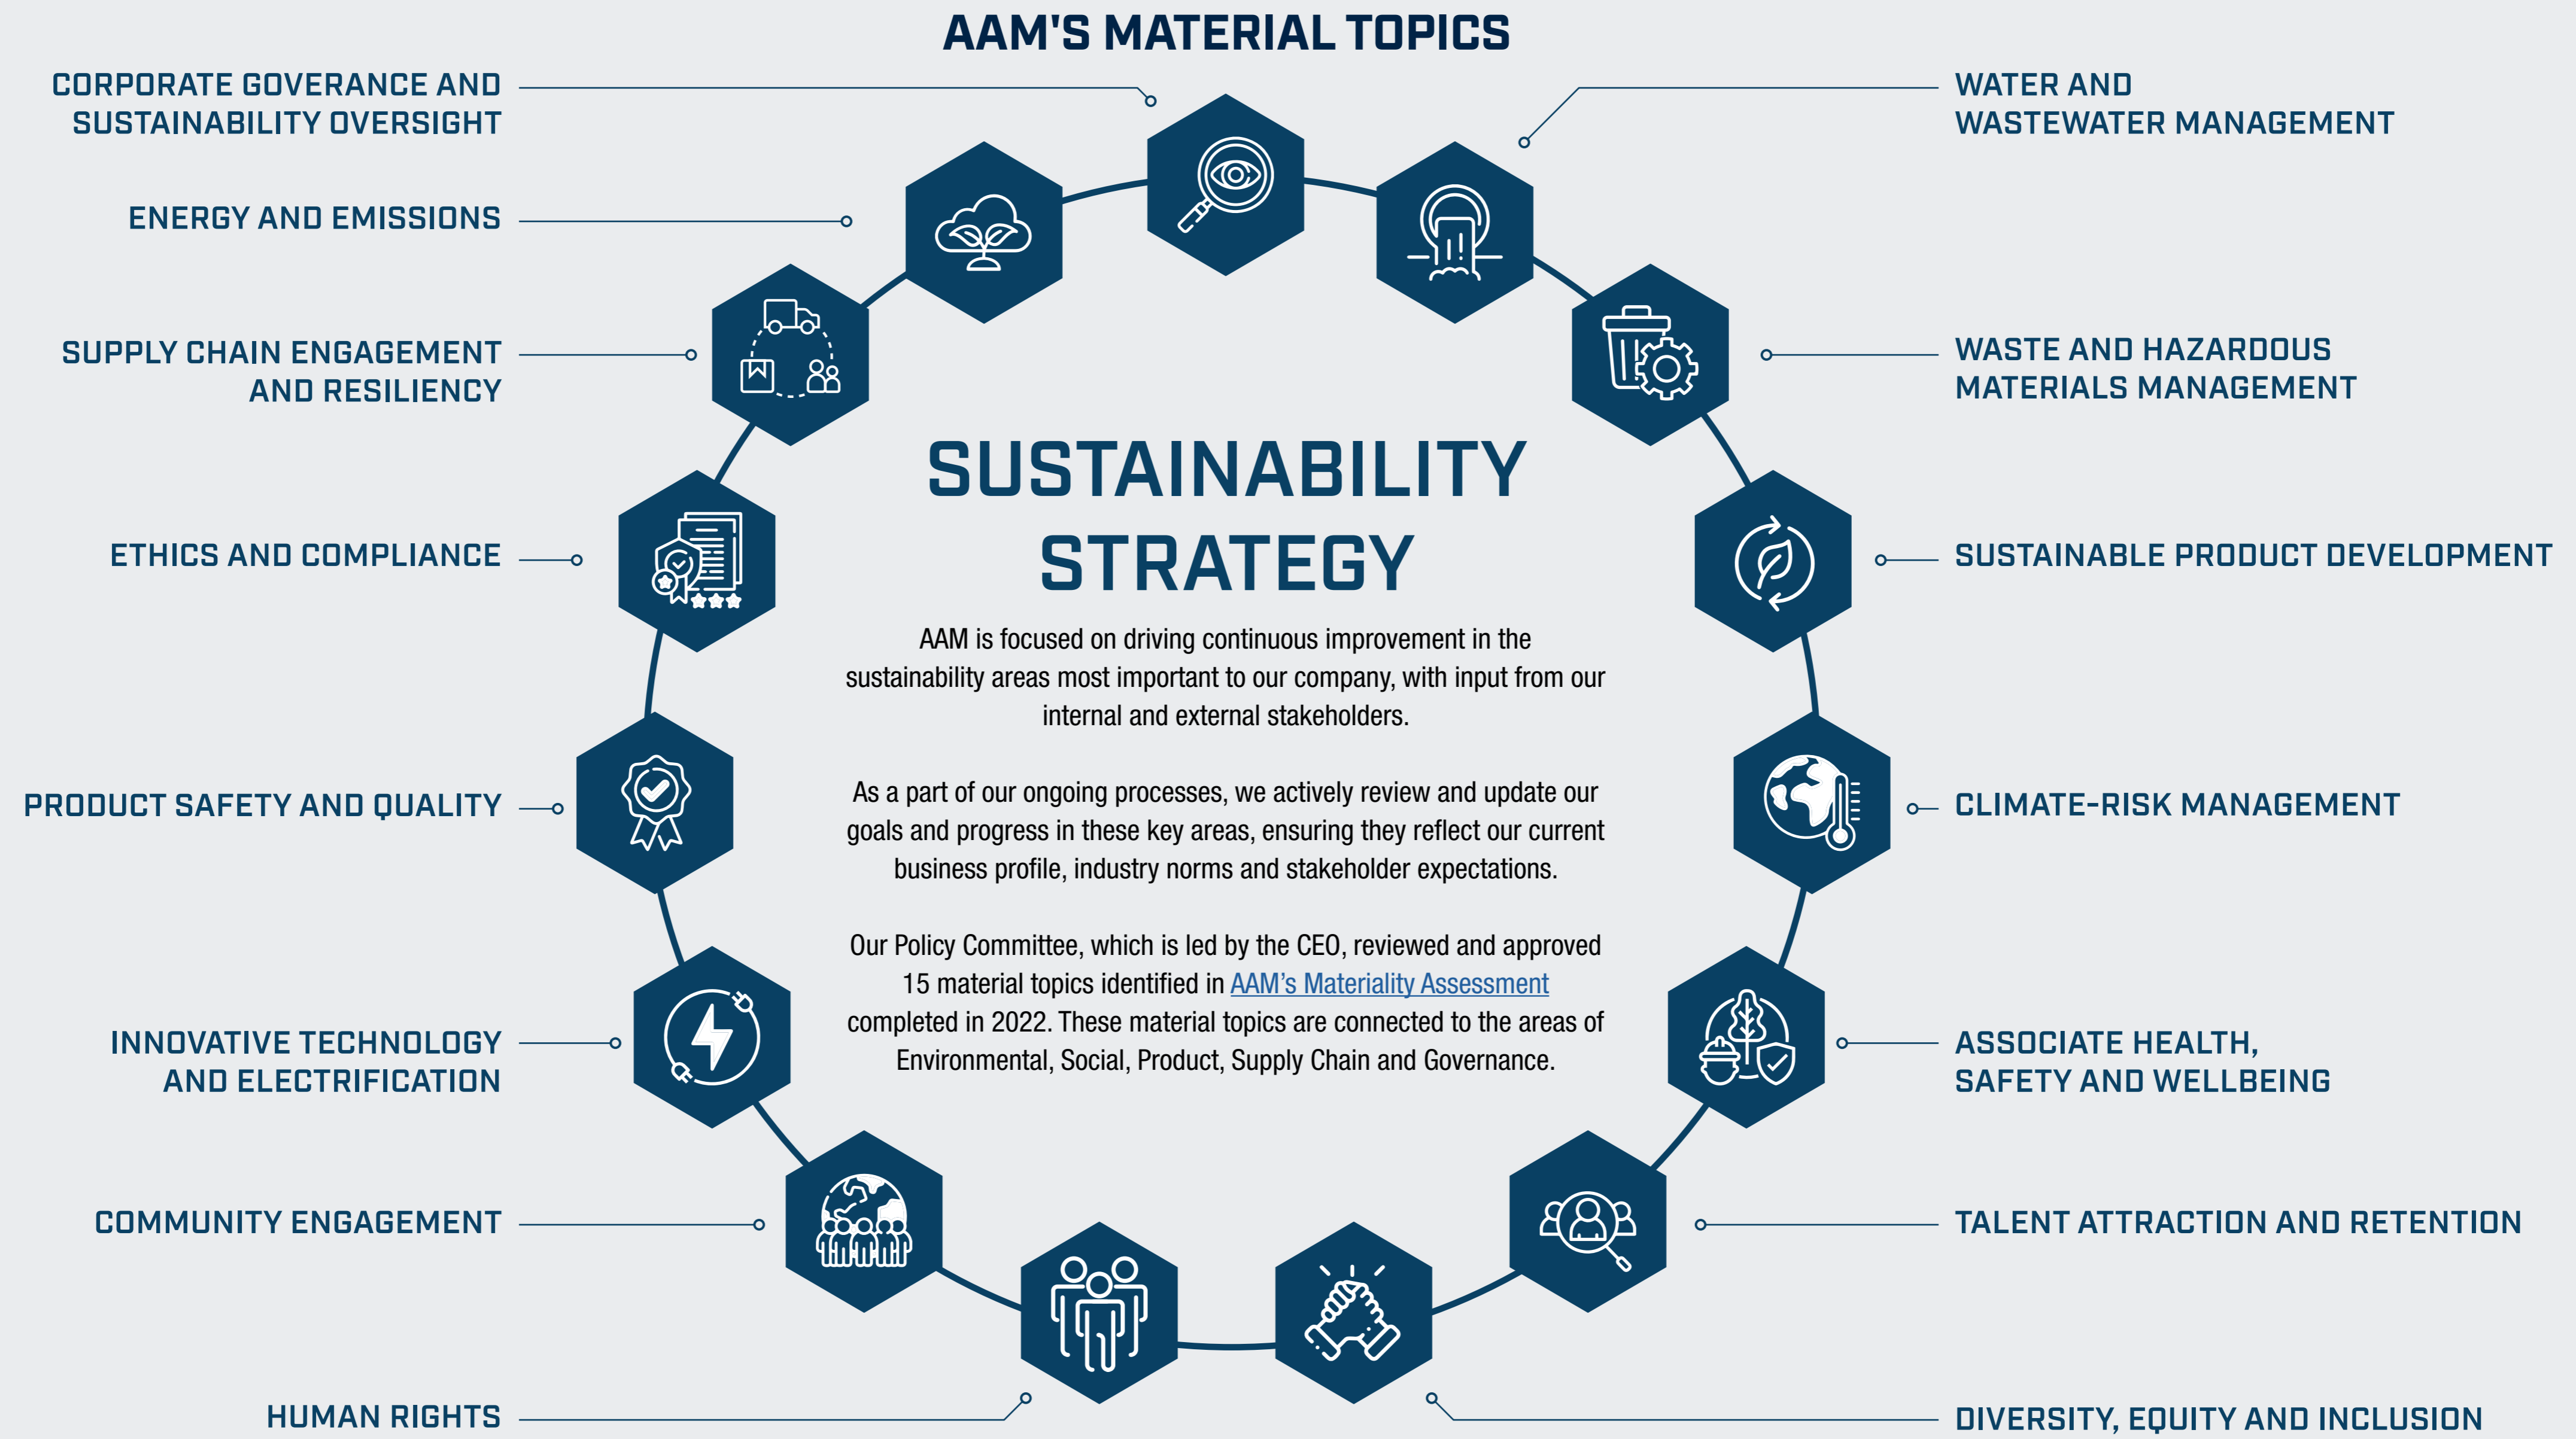 AAM'S MATERIAL TOPICS
CORPORATE GOVERANCE AND
SUSTAINABILITY OVERSIGHT
ENERGY AND EMISSIONS
SUPPLY CHAIN ENGAGEMENT
AND RESILIENCY
ETHICS AND COMPLIANCE
PRODUCT SAFETY AND QUALITY
INNOVATIVE TECHNOLOGY
AND ELECTRIFICATION
COMMUNITY ENGAGEMENT
HUMAN RIGHTS
SUSTAINABILITY
STRATEGY
AAM is focused on driving continuous improvement in the
sustainability areas most important to our company, with input from our
internal and external stakeholders.
As a part of our ongoing processes, we actively review and update our
goals and progress in these key areas, ensuring they reflect our current
business profile, industry norms and stakeholder expectations.
Our Policy Committee, which is led by the CEO, reviewed and approved
15 material topics identified in AAM’s Materiality Assessment
completed in 2022. These material topics are connected to the areas of
Environmental, Social, Product, Supply Chain and Governance.
WATER AND
WASTEWATER MANAGEMENT
WASTE AND HAZARDOUS
MATERIALS MANAGEMENT
SUSTAINABLE PRODUCT DEVELOPMENT
CLIMATE-RISK MANAGEMENT
ASSOCIATE HEALTH,
SAFETY AND WELLBEING
TALENT ATTRACTION AND RETENTION
DIVERSITY, EQUITY AND INCLUSION